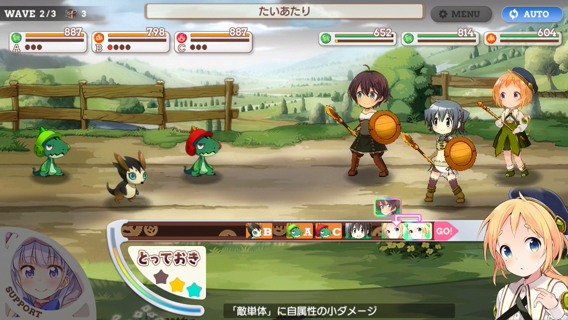 WAVE 2/3 3
たいあたり
MENU
AUTO
887
798
887
652
814
604
A
B
C
B A C GO!
とっておき
SUPPORT
「敵単体」に自属性の小ダメージ